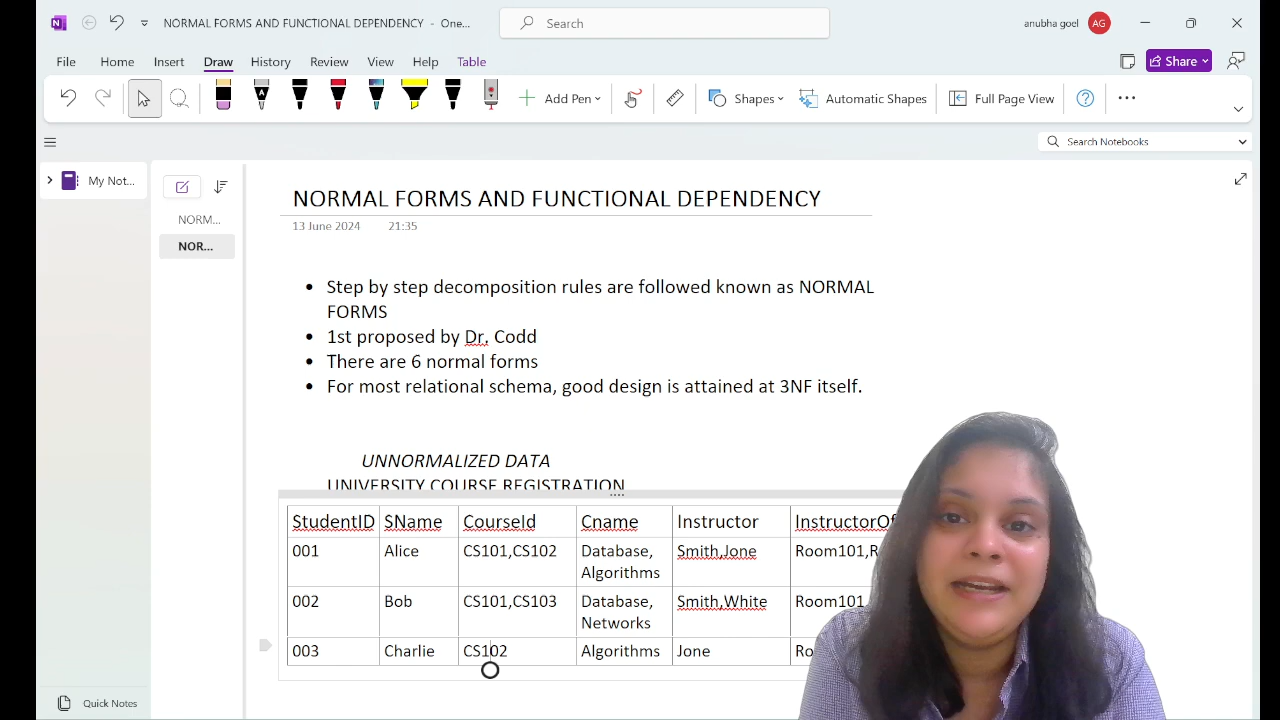 NORMAL FORMS AND FUNCTIONAL DEPENDENCY - One...
Search
anubha goel
AG
File Home Insert Draw History Review View Help Table
Share
Add Pen
Shapes
Automatic Shapes
Full Page View
Search Notebooks
My Not...
NORM...
NOR...
NORMAL FORMS AND FUNCTIONAL DEPENDENCY
13 June 2024 21:35
• Step by step decomposition rules are followed known as NORMAL
FORMS
• 1st proposed by Dr. Codd
• There are 6 normal forms
• For most relational schema, good design is attained at 3NF itself.
UNNORMALIZED DATA
UNIVERSITY COURSE REGISTRATION
StudentID SName CourseId Cname Instructor InstructorOf
001 Alice CS101,CS102 Database, Smith,Jone Room101,R
Algorithms
002 Bob CS101,CS103 Database, Smith,White Room101,
Networks
003 Charlie CS102 Algorithms Jone Ro
Quick Notes